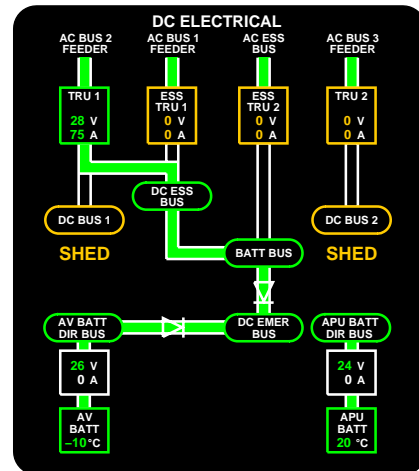 DC ELECTRICAL
AC BUS 2
FEEDER
AC BUS 1
FEEDER
AC ESS
BUS
AC BUS 3
FEEDER
TRU 1
28 V
75 A
ESS
TRU 1
0 V
0 A
ESS
TRU 2
0 V
0 A
TRU 2
0 V
0 A
DC ESS
BUS
DC BUS 1
SHED
DC BUS 2
SHED
BATT BUS
AV BATT
DIR BUS
DC EMER
BUS
APU BATT
DIR BUS
26 V
0 A
24 V
0 A
AV
BATT
–10 °C
APU
BATT
20 °C